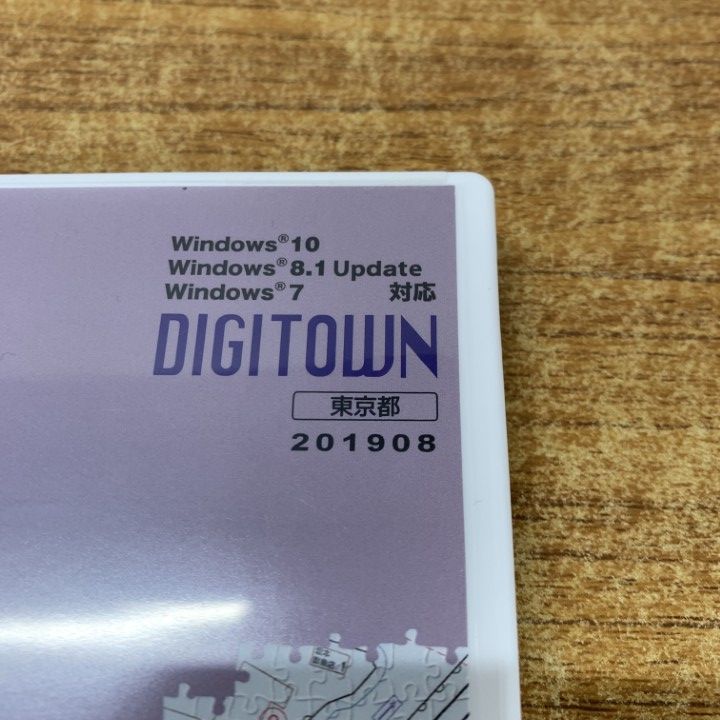 Windows®10
Windows®8.1 Update
Windows®7 対応
DIGITOWN
東京都
201908